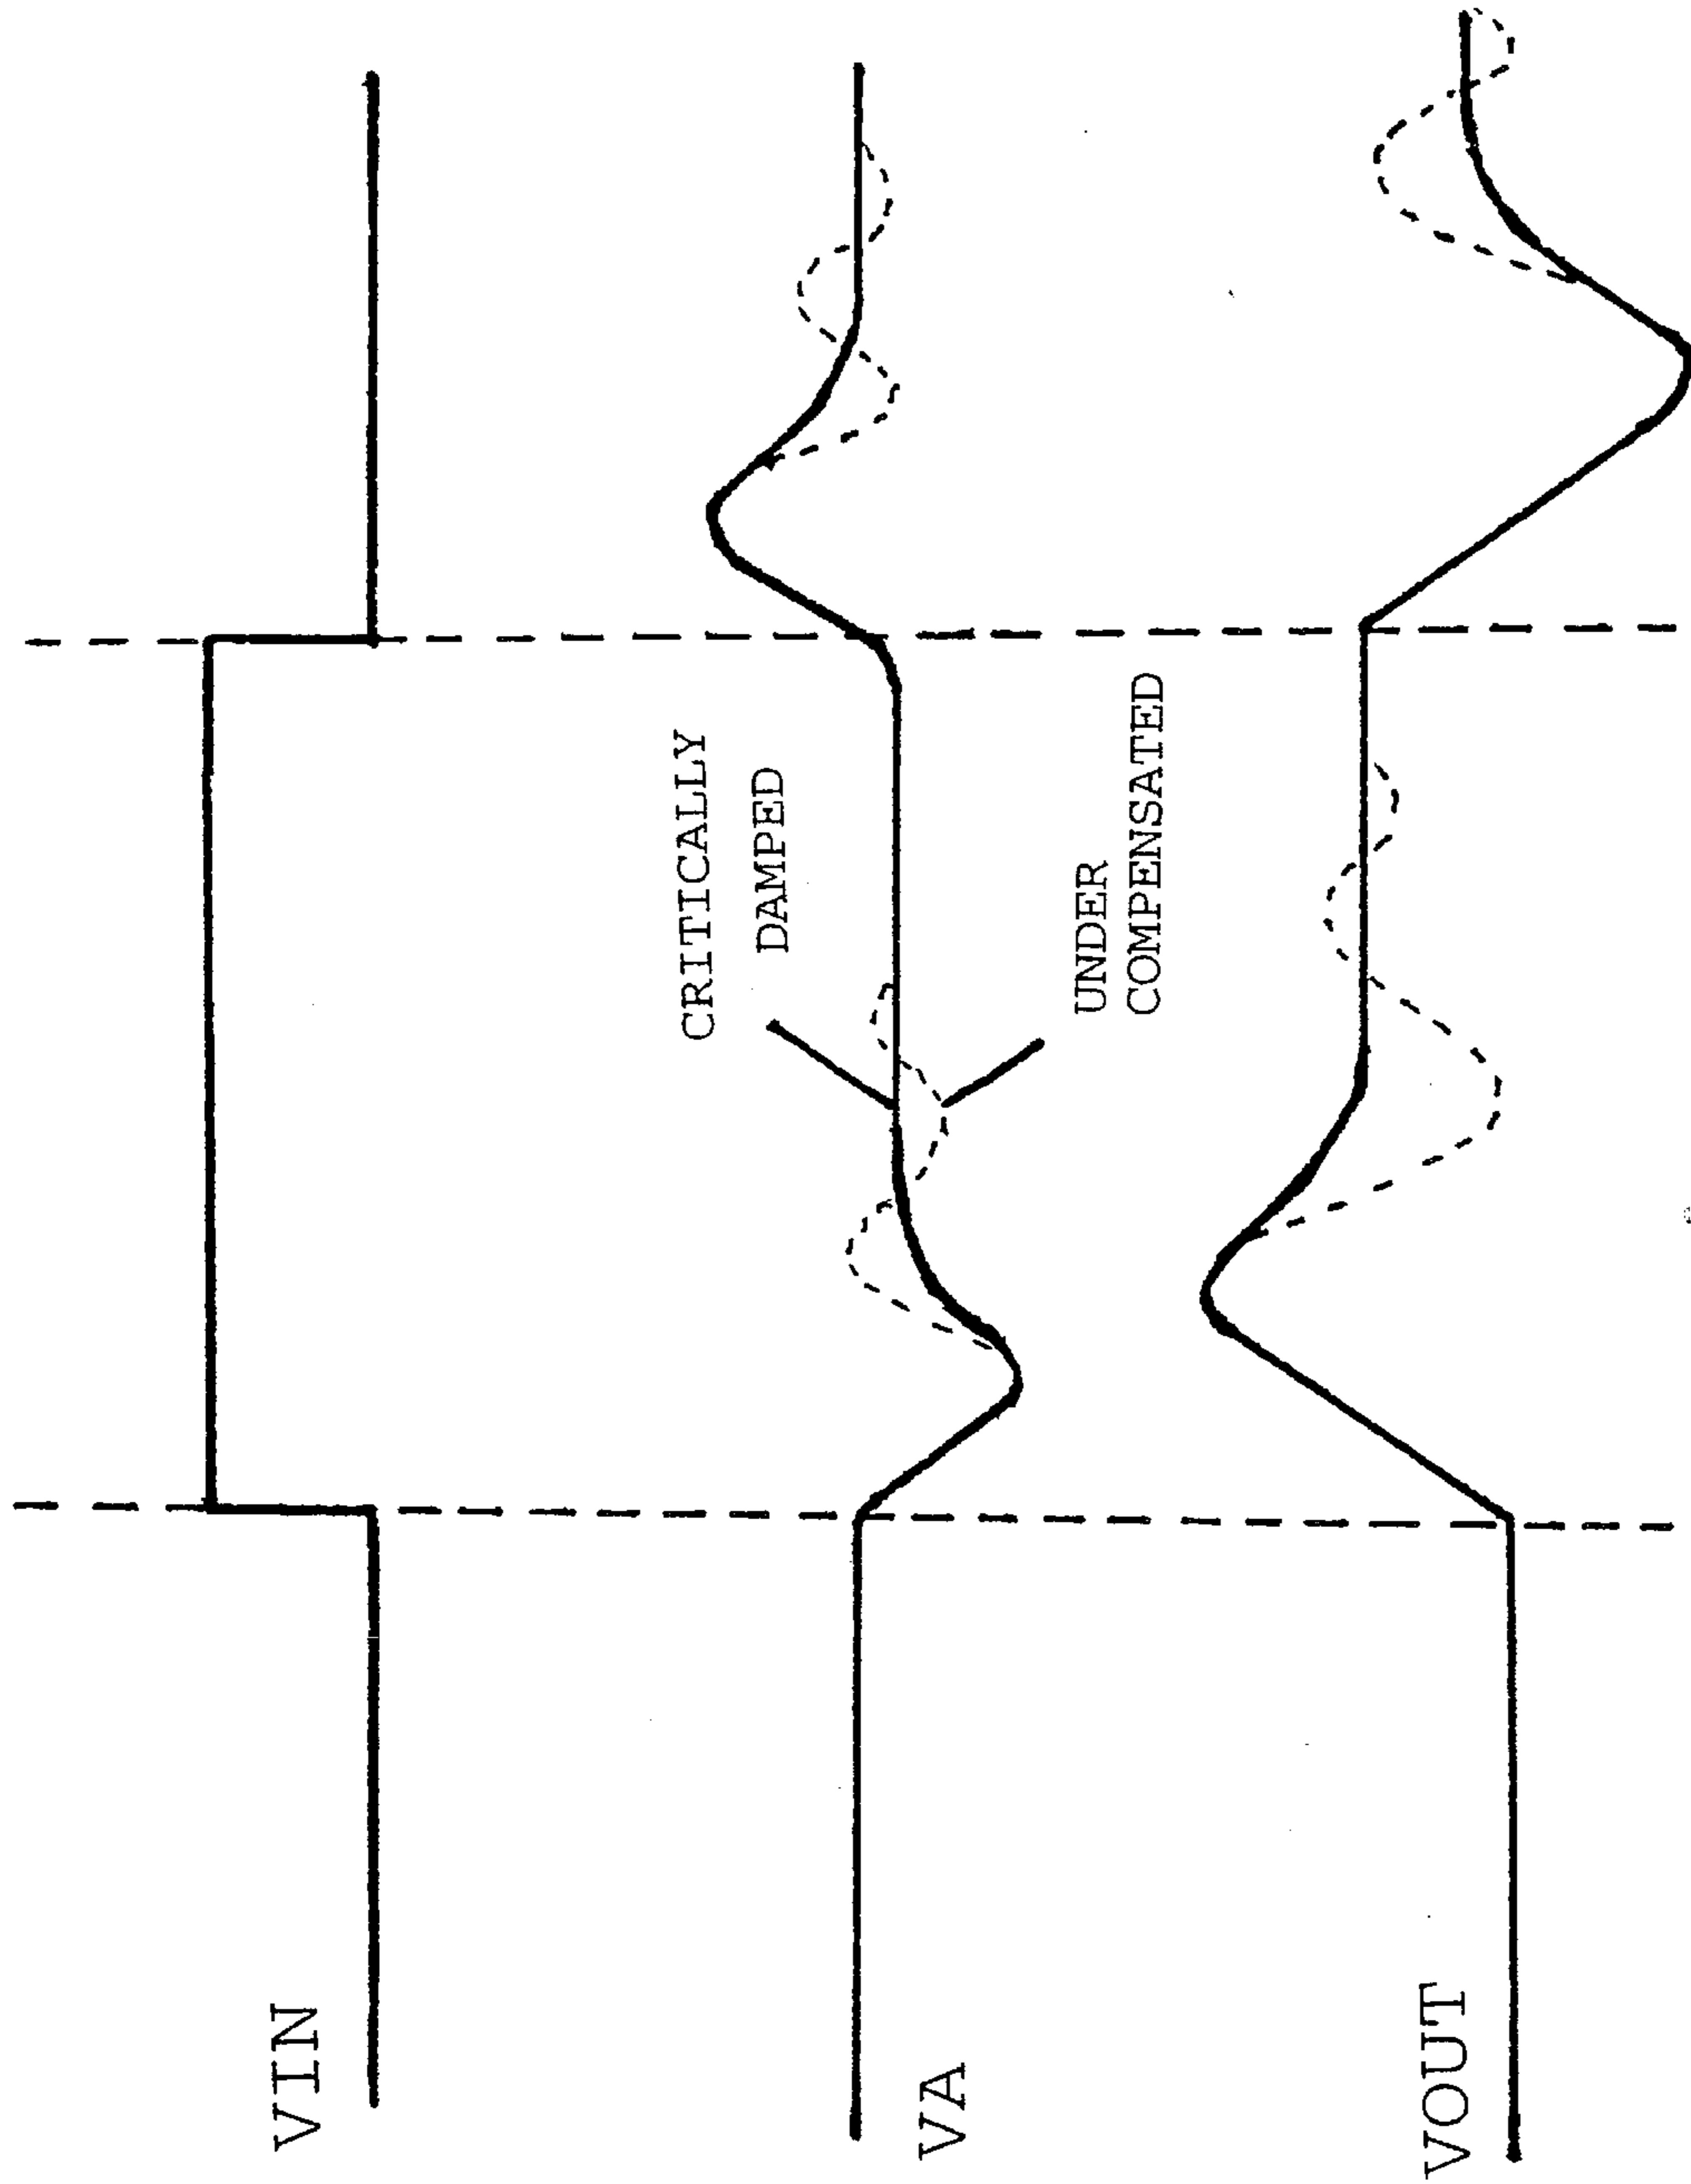 VIN
CRITICALLY
DAMPED
VA
UNDER
COMPENSATED
VOUT